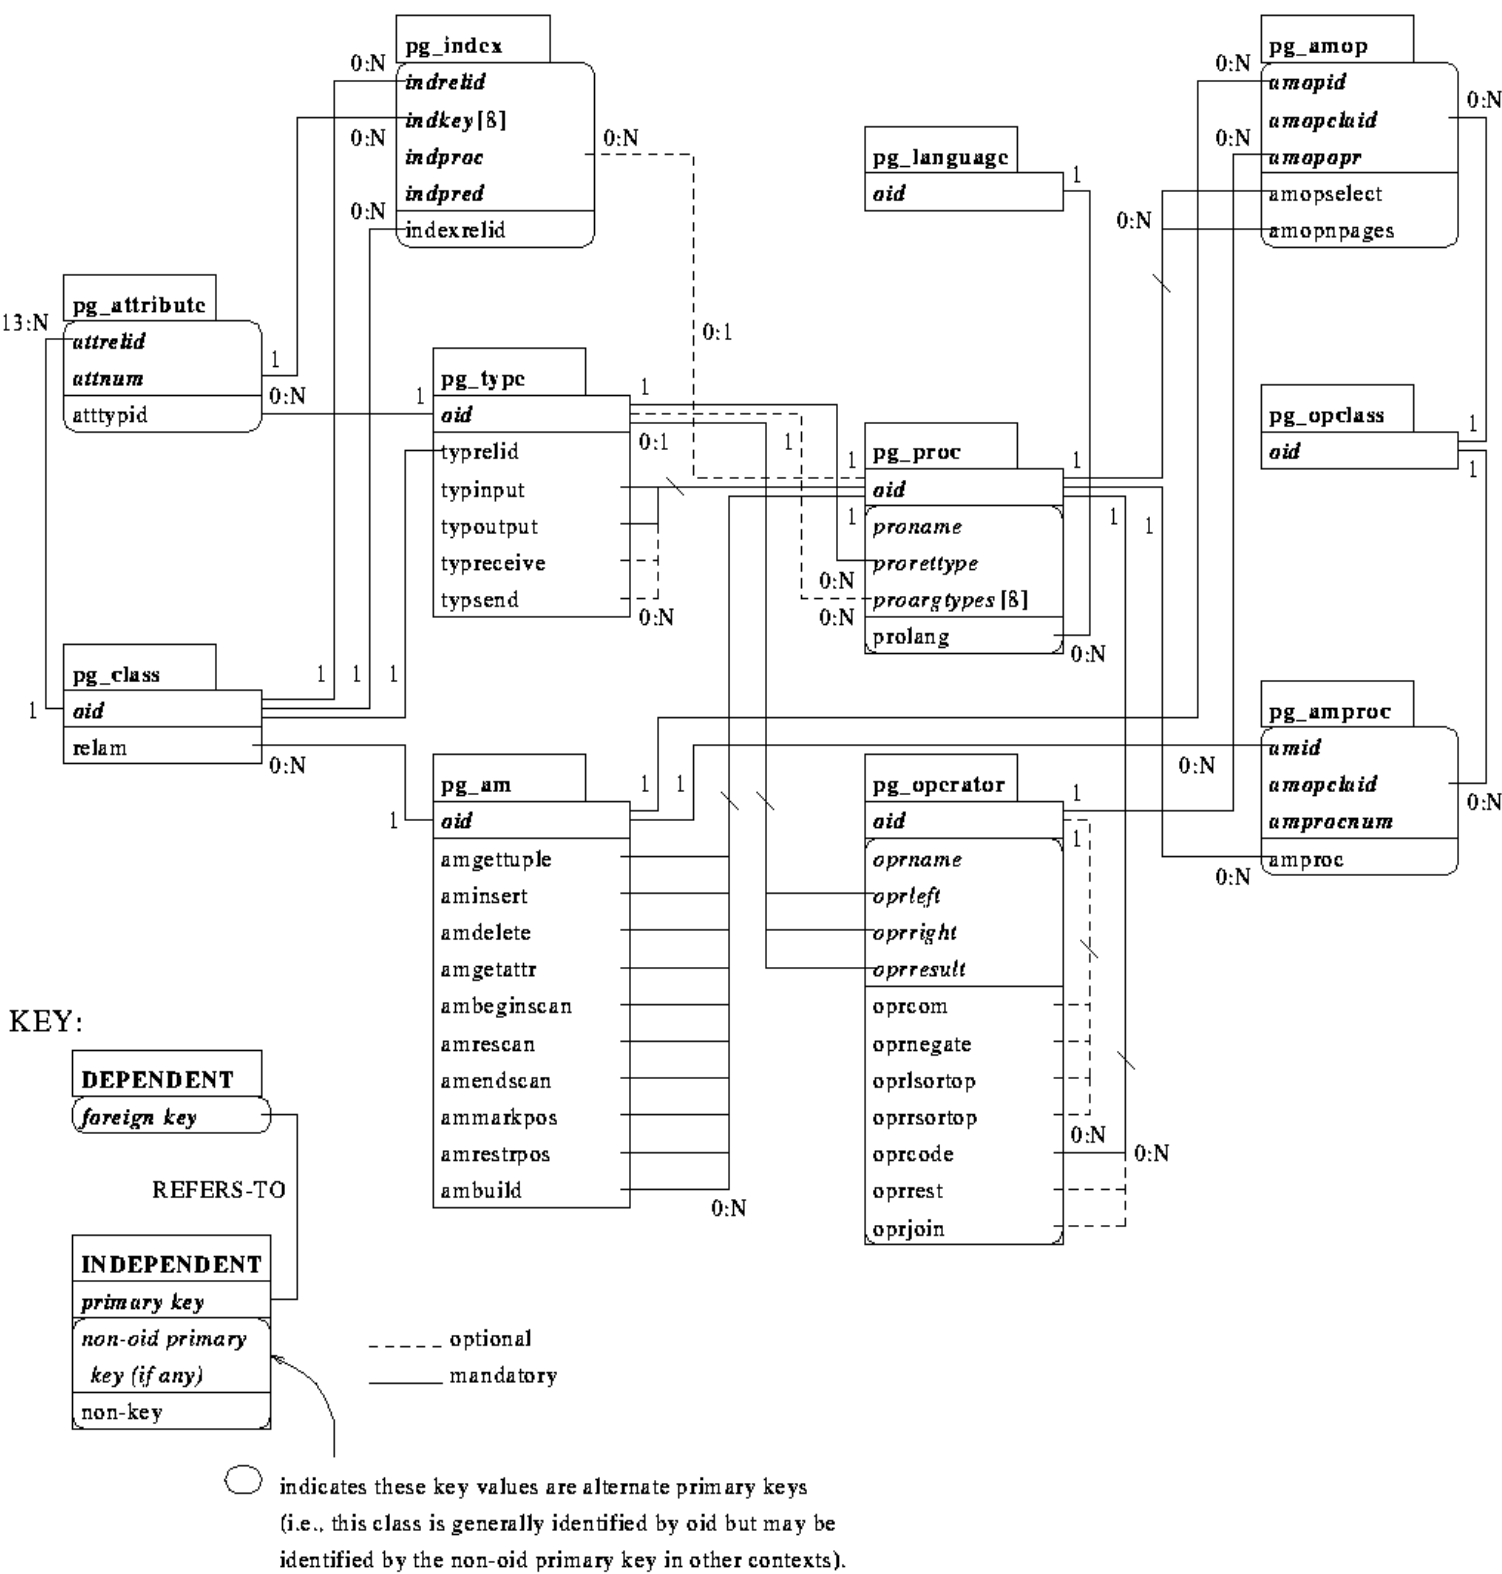 pg_index
0:N
indrelid
indkey[8]
0:N
indproc
0:N
indpred
0:N
indexrelid
pg_amop
0:N
amopid
0:N
amopclaid
0:N
amopopr
amopselect
0:N
amopnpages
pg_language
1
oid
pg_attribute
13:N
attrelid
1
attnum
0:N
atttypid
0:1
pg_type
1
1
oid
0:1
1
typrelid
typinput
typoutput
typreceive
typsend
0:N
pg_proc
1
1
oid
1
1
1
proname
prorettype
0:N
proargtypes[8]
0:N
prolang
0:N
pg_opclass
1
oid
1
pg_class
1
1
1
1
oid
relam
0:N
pg_am
1
1
1
oid
amgettuple
aminsert
amdelete
amgetattr
ambeginscan
amrescan
amendscan
ammarkpos
amrestrpos
ambuild
0:N
pg_operator
1
oid
1
oprname
oprleft
oprright
oprresult
oprcom
oprnegate
oprlsortop
oprrsortop
0:N
oprcode
0:N
oprrest
oprjoin
pg_amproc
amid
0:N
amopclaid
0:N
amprocnum
amproc
0:N
KEY:
DEPENDENT
foreign key
REFERS-TO
INDEPENDENT
primary key
non-oid primary
key (if any)
non-key
optional
mandatory
indicates these key values are alternate primary keys
(i.e., this class is generally identified by oid but may be
identified by the non-oid primary key in other contexts).